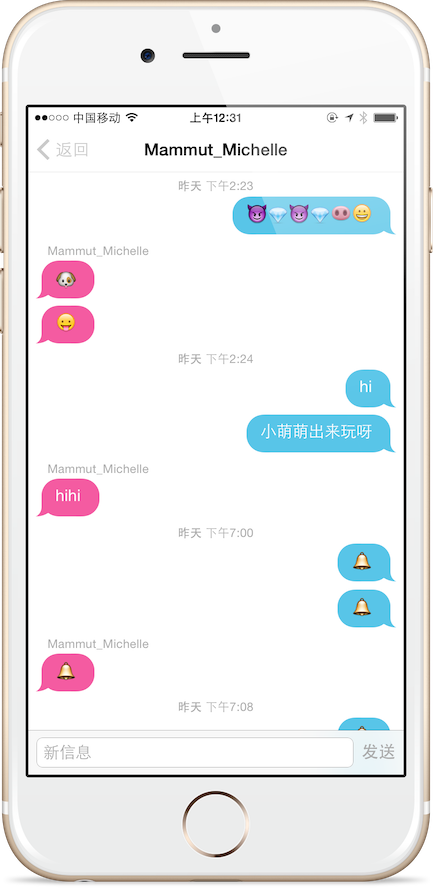 ●●○○○ 中国移动 上午12:31
返回 Mammut_Michelle
昨天 下午2:23
😈💎😈💎🐽😀
Mammut_Michelle
🐶
😛
昨天 下午2:24
hi
小萌萌出来玩呀
Mammut_Michelle
hihi
昨天 下午7:00
🔔
🔔
Mammut_Michelle
🔔
昨天 下午7:08
🔔
新信息 发送